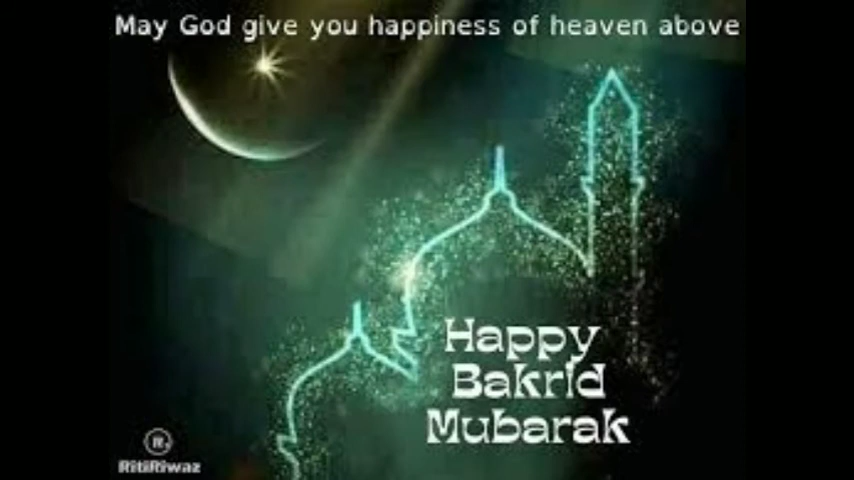 May God give you happiness of heaven above
Happy
Bakrid
Mubarak
R
RitiRiwaz